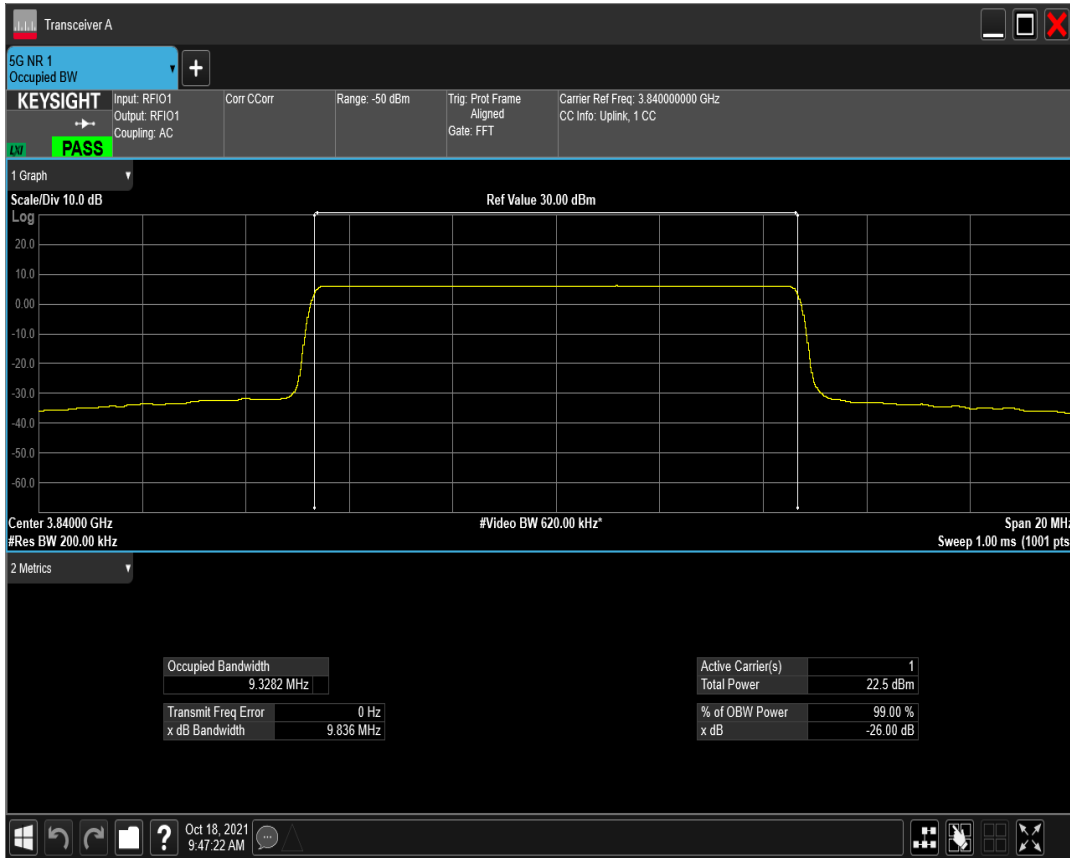 Transceiver A
5G NR 1
Occupied BW
KEYSIGHT
LXI
PASS
Input: RFIO1
Output: RFIO1
Coupling: AC
Corr CCorr
Range: -50 dBm
Trig: Prot Frame
Aligned
Gate: FFT
Carrier Ref Freq: 3.840000000 GHz
CC Info: Uplink, 1 CC
1 Graph
Scale/Div 10.0 dB
Ref Value 30.00 dBm
Log
20.0
10.0
0.00
-10.0
-20.0
-30.0
-40.0
-50.0
-60.0
Center 3.84000 GHz
#Video BW 620.00 kHz*
Span 20 MHz
#Res BW 200.00 kHz
Sweep 1.00 ms (1001 pts
2 Metrics
Occupied Bandwidth
9.3282 MHz
Transmit Freq Error 0 Hz
x dB Bandwidth 9.836 MHz
Active Carrier(s) 1
Total Power 22.5 dBm
% of OBW Power 99.00 %
x dB -26.00 dB
?
Oct 18, 2021
9:47:22 AM